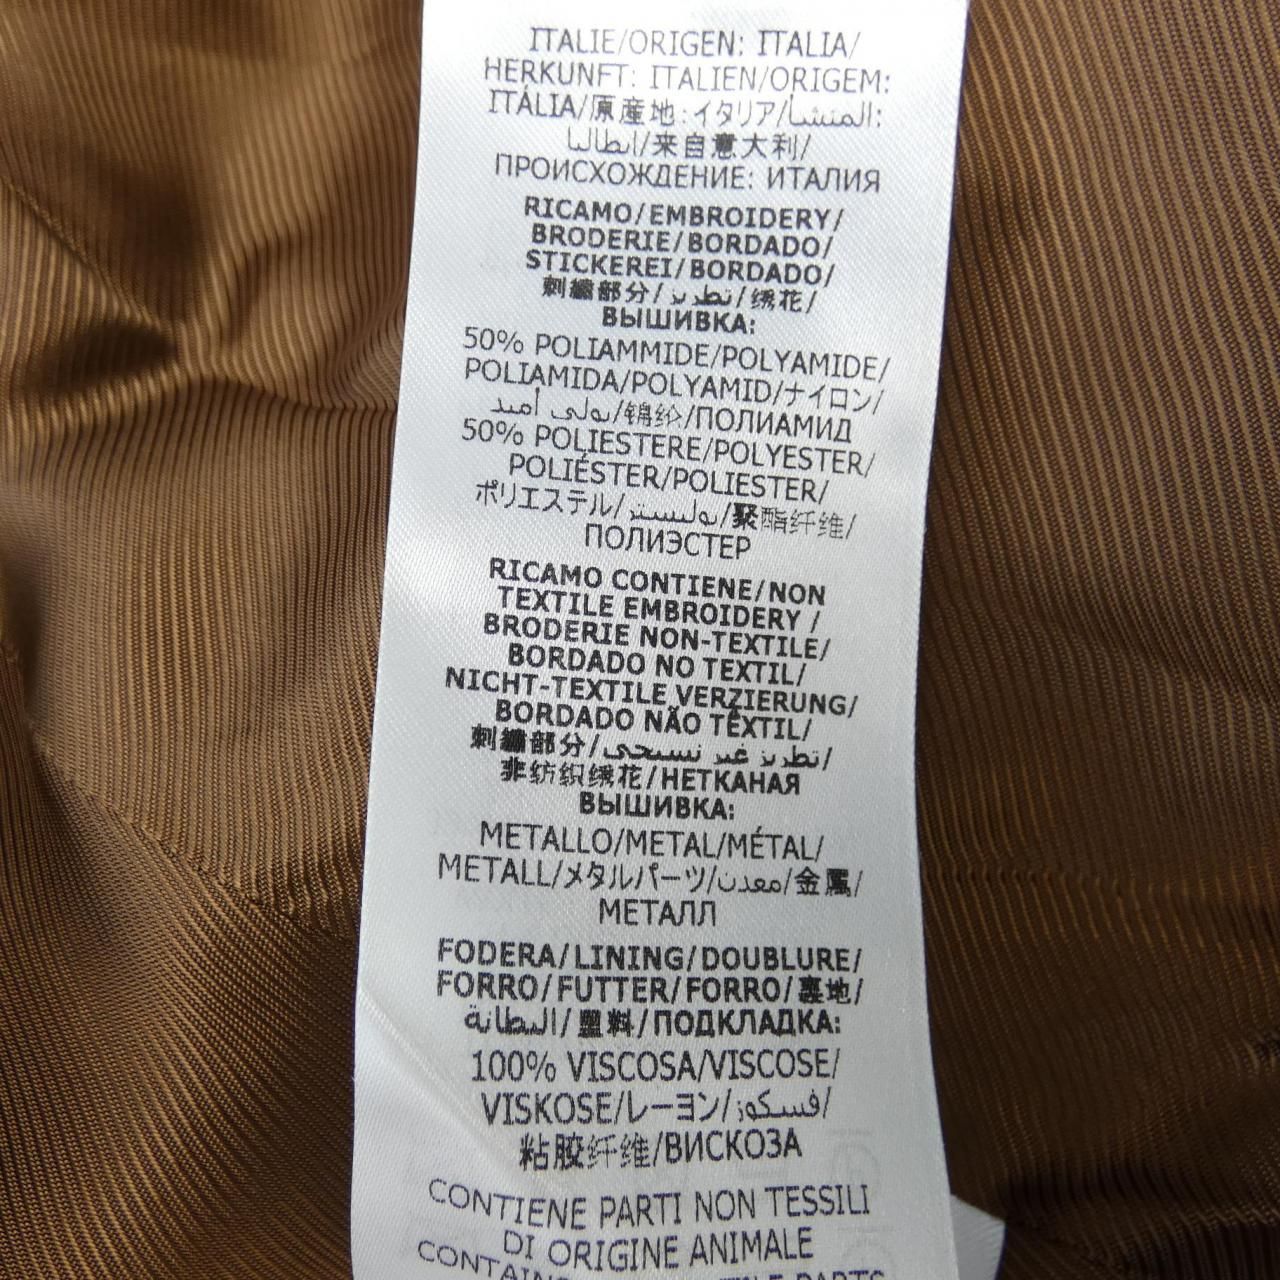 ITALIE/ORIGEN: ITALIA/
HERKUNFT: ITALIEN/ORIGEM:
ITÁLIA/原産地:イタリア/المنشأ:
ايطاليا/来自意大利/
ПРОИСХОЖДЕНИЕ: ИТАЛИЯ
RICAMO/EMBROIDERY/
BRODERIE/BORDADO/
STICKEREI/BORDADO/
刺繍部分/تطريز/绣花/
ВЫШИВКА:
50% POLIAMMIDE/POLYAMIDE/
POLIAMIDA/POLYAMID/ナイロン/
بولي أميد/锦纶/ПОЛИАМИД
50% POLIESTERE/POLYESTER/
POLIÉSTER/POLIESTER/
ポリエステル/بوليستر/聚酯纤维/
ПОЛИЭСТЕР
RICAMO CONTIENE/NON
TEXTILE EMBROIDERY /
BRODERIE NON-TEXTILE/
BORDADO NO TEXTIL/
NICHT-TEXTILE VERZIERUNG/
BORDADO NÃO TÊXTIL/
刺繍部分/تطريز غير نسيجي/
非纺织绣花/НЕТКАНАЯ
ВЫШИВКА:
METALLO/METAL/MÉTAL/
METALL/メタルパーツ/معدن/金属/
МЕТАЛЛ
FODERA/LINING/DOUBLURE/
FORRO/FUTTER/FORRO/裏地/
البطانة/里料/ПОДКЛАДКА:
100% VISCOSA/VISCOSE/
VISKOSE/レーヨン/فسكوز/
粘胶纤维/ВИСКОЗА
CONTIENE PARTI NON TESSILI
DI ORIGINE ANIMALE
PARTS